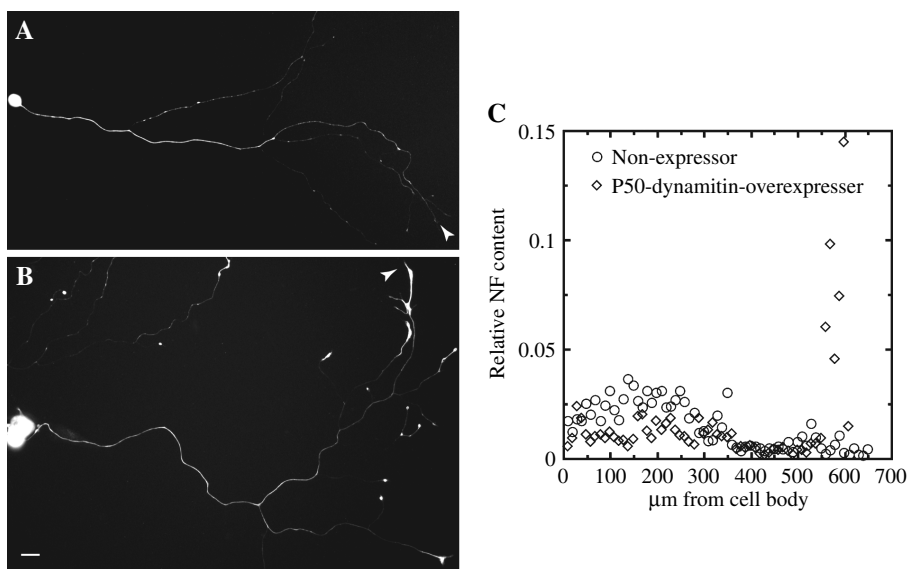 A
B
C
0.15
0.1
0.05
0
Relative NF content
Non-expressor
P50-dynamitin-overexpresser
0 100 200 300 400 500 600 700
μm from cell body